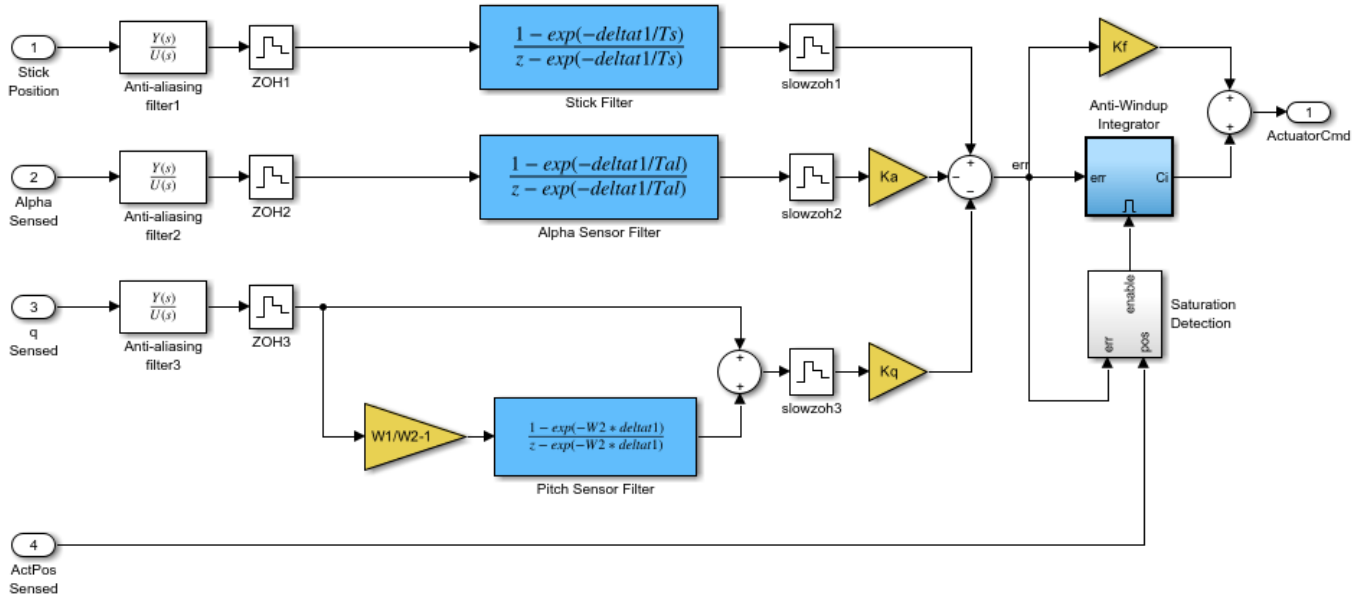 1
Stick
Position
Y(s)
U(s)
Anti-aliasing
filter1
ZOH1
1 − exp(−deltat1/Ts)
z − exp(−deltat1/Ts)
Stick Filter
slowzoh1
Kf
+
+
1
ActuatorCmd
2
Alpha
Sensed
Y(s)
U(s)
Anti-aliasing
filter2
ZOH2
1 − exp(−deltat1/Tal)
z − exp(−deltat1/Tal)
Alpha Sensor Filter
slowzoh2
Ka
+
−
−
err
Anti-Windup
Integrator
err
Ci
3
q
Sensed
Y(s)
U(s)
Anti-aliasing
filter3
ZOH3
W1/W2-1
1 − exp(−W2 * deltat1)
z − exp(−W2 * deltat1)
Pitch Sensor Filter
+
+
slowzoh3
Kq
enable
err
pos
Saturation
Detection
4
ActPos
Sensed